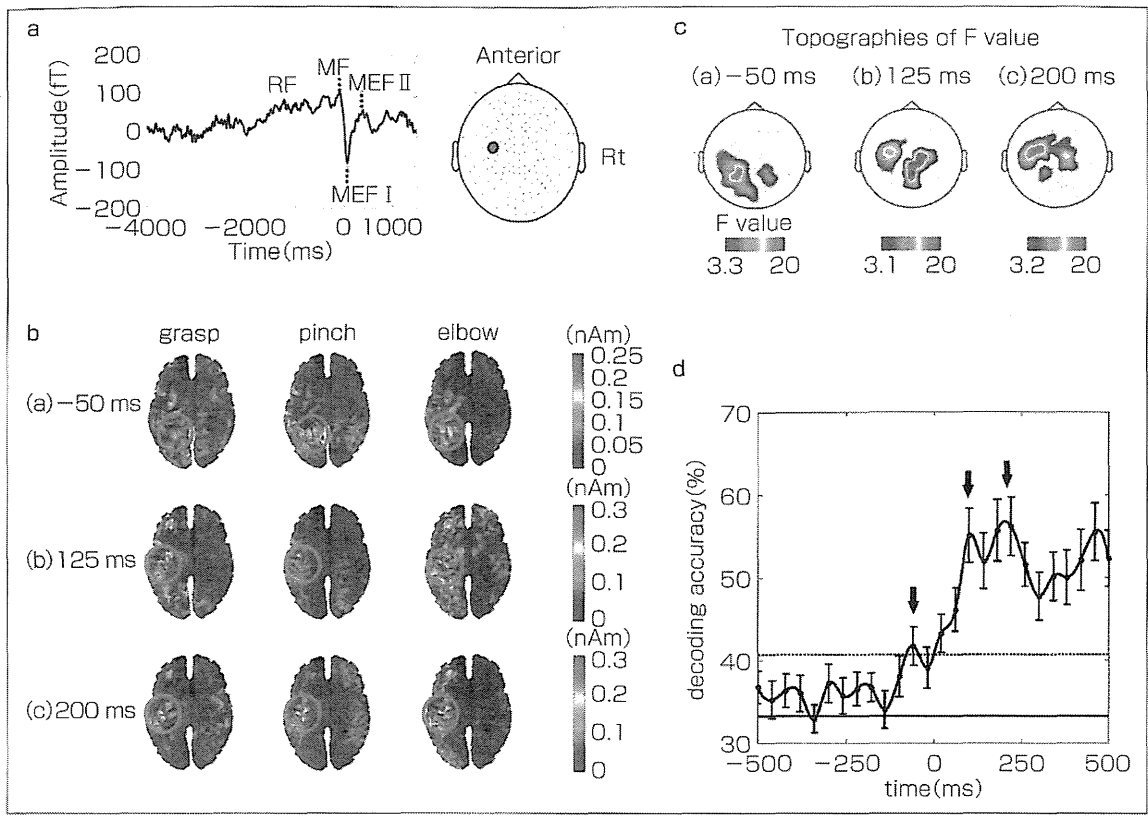 a
200
100
0
−100
−200
Amplitude(fT)
RF
MF
MEF Ⅱ
MEF Ⅰ
−4000
−2000
0
1000
Time(ms)
Anterior
Rt
c
Topographies of F value
(a)−50 ms
(b) 125 ms
(c) 200 ms
F value
3.3 20
3.1 20
3.2 20
b
grasp
pinch
elbow
(a)−50 ms
(nAm)
0.25
0.2
0.15
0.1
0.05
0
(b)125 ms
(nAm)
0.3
0.2
0.1
0
(c)200 ms
(nAm)
0.3
0.2
0.1
0
d
70
60
50
40
30
decoding accuracy(%)
−500
−250
0
250
500
time(ms)